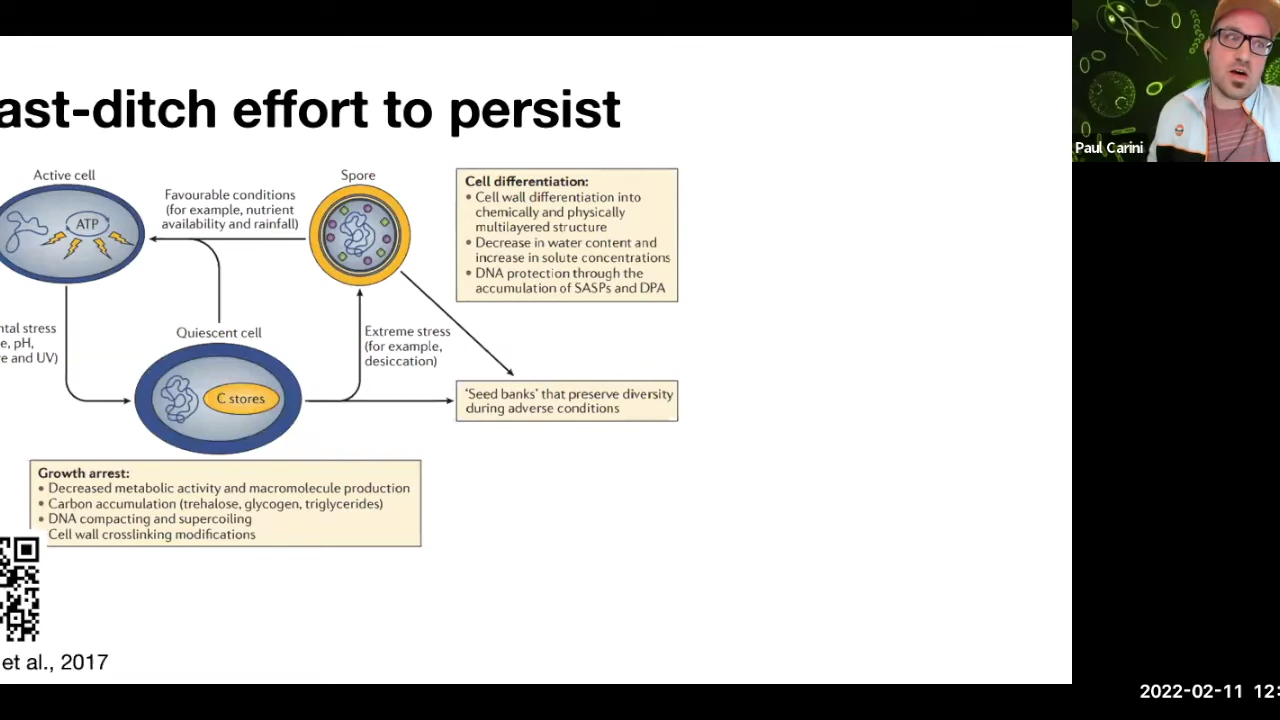 ast-ditch effort to persist
Paul Carini
Active cell
ATP
Favourable conditions
(for example, nutrient
availability and rainfall)
Spore
Cell differentiation:
• Cell wall differentiation into
chemically and physically
multilayered structure
• Decrease in water content and
increase in solute concentrations
• DNA protection through the
accumulation of SASPs and DPA
ntal stress
e, pH,
re and UV)
Quiescent cell
C stores
Extreme stress
(for example,
desiccation)
'Seed banks' that preserve diversity
during adverse conditions
Growth arrest:
• Decreased metabolic activity and macromolecule production
• Carbon accumulation (trehalose, glycogen, triglycerides)
• DNA compacting and supercoiling
Cell wall crosslinking modifications
et al., 2017
2022-02-11 12: